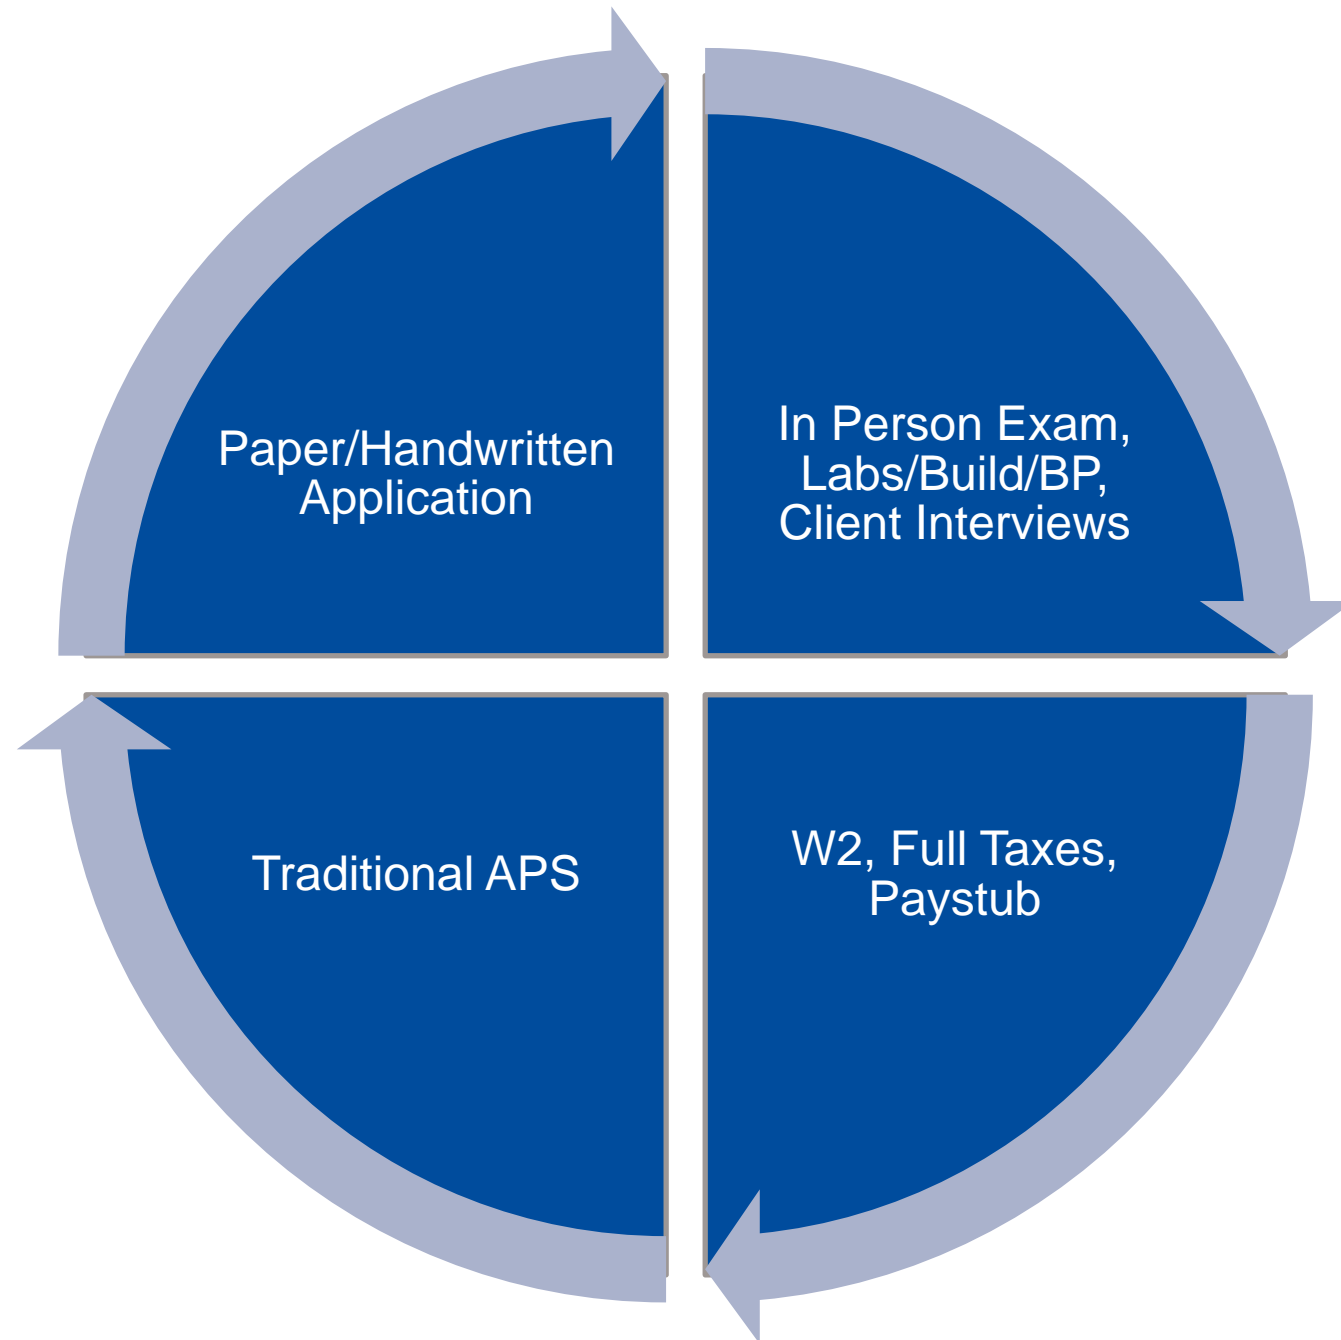 Paper/Handwritten
Application
In Person Exam,
Labs/Build/BP,
Client Interviews
Traditional APS
W2, Full Taxes,
Paystub